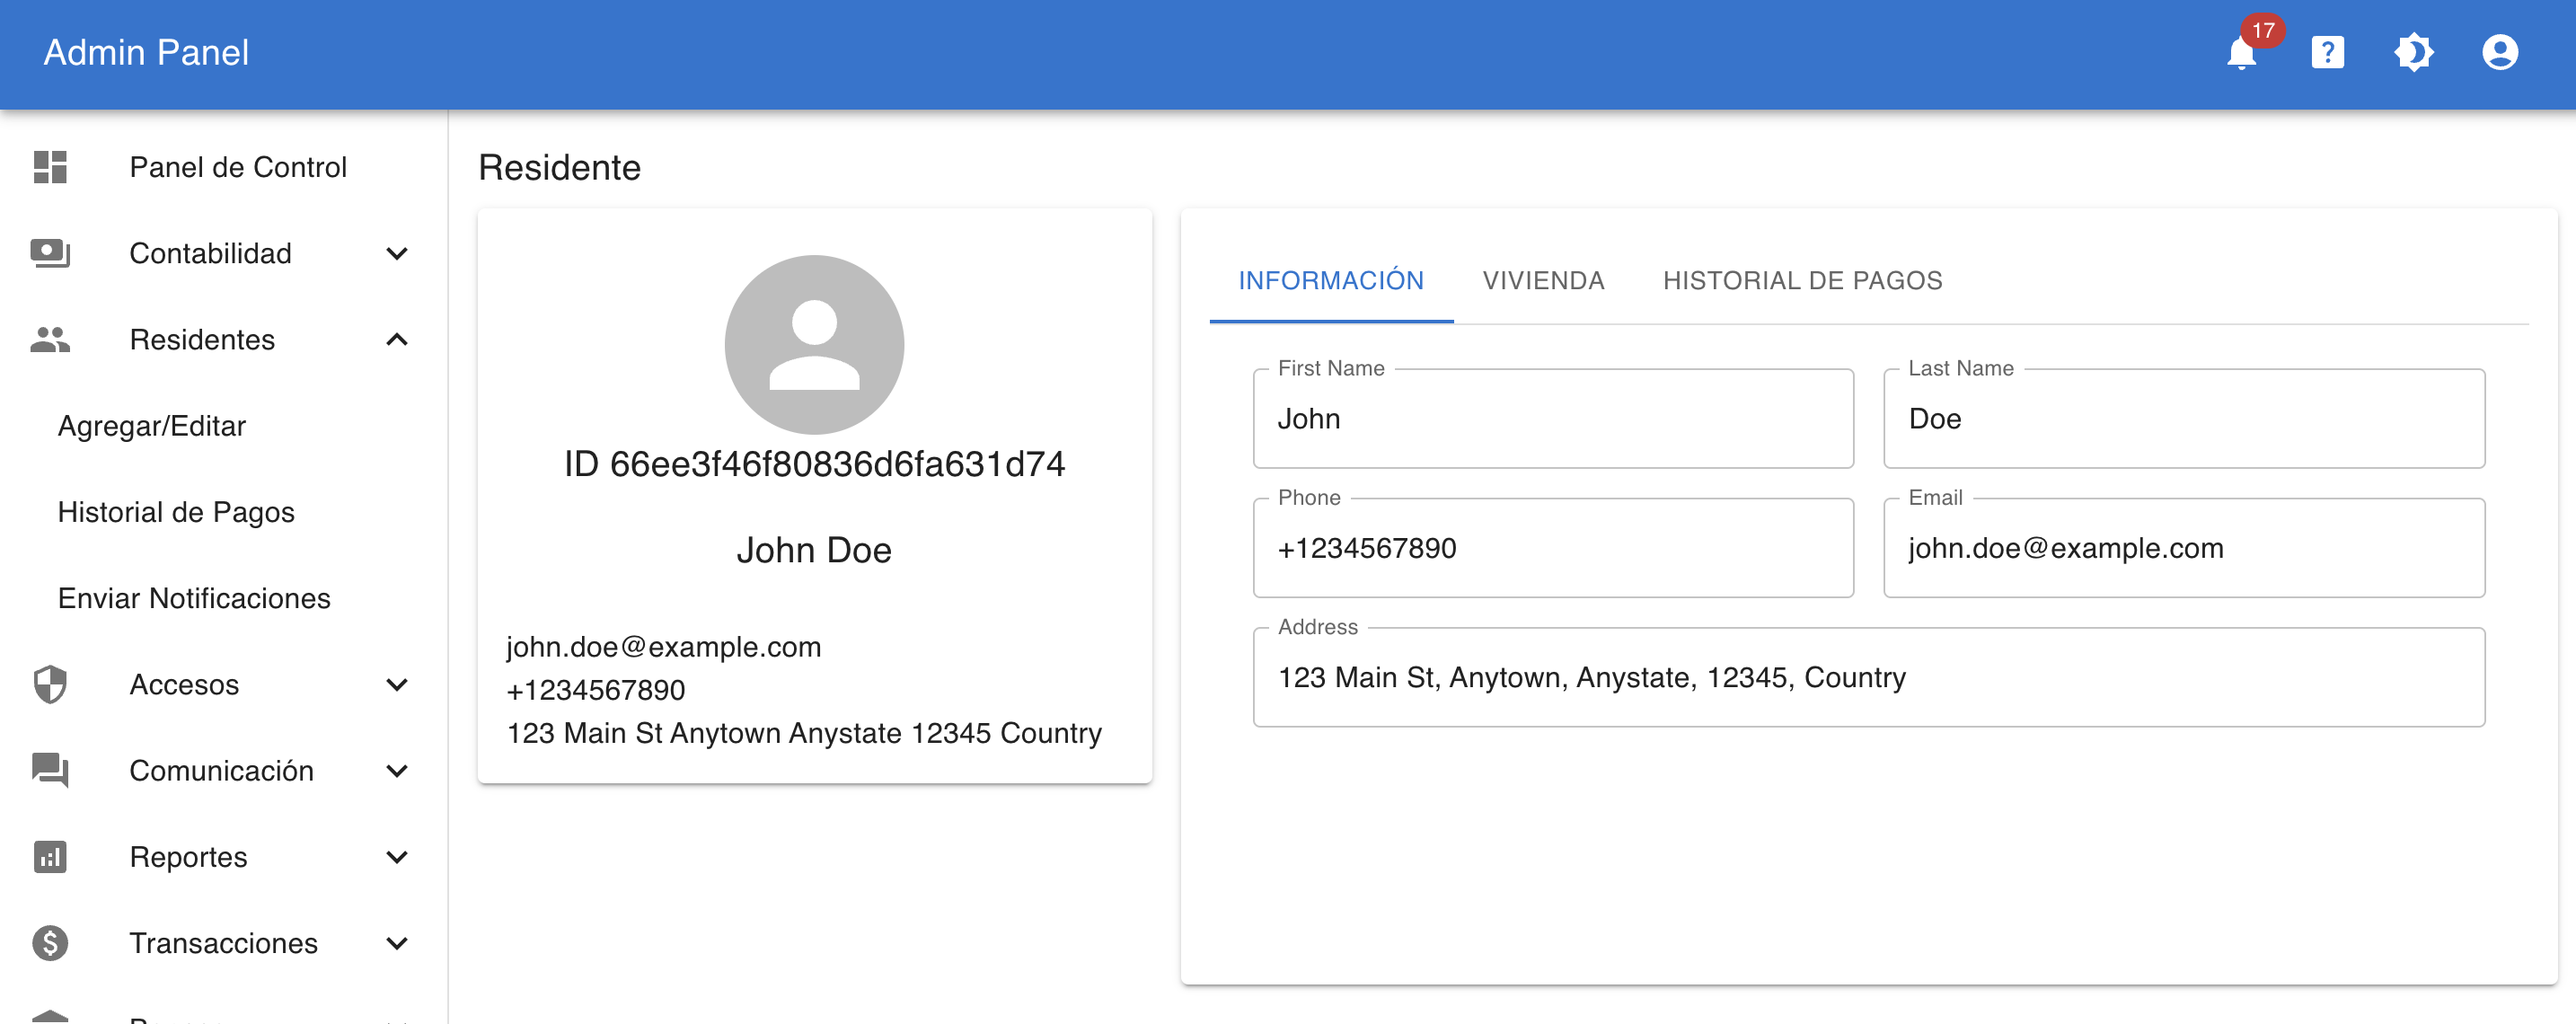 Admin Panel
17
Panel de Control
Contabilidad
Residentes
Agregar/Editar
Historial de Pagos
Enviar Notificaciones
Accesos
Comunicación
Reportes
Transacciones
Residente
ID 66ee3f46f80836d6fa631d74
John Doe
john.doe@example.com
+1234567890
123 Main St Anytown Anystate 12345 Country
INFORMACIÓN VIVIENDA HISTORIAL DE PAGOS
First Name
John
Last Name
Doe
Phone
+1234567890
Email
john.doe@example.com
Address
123 Main St, Anytown, Anystate, 12345, Country